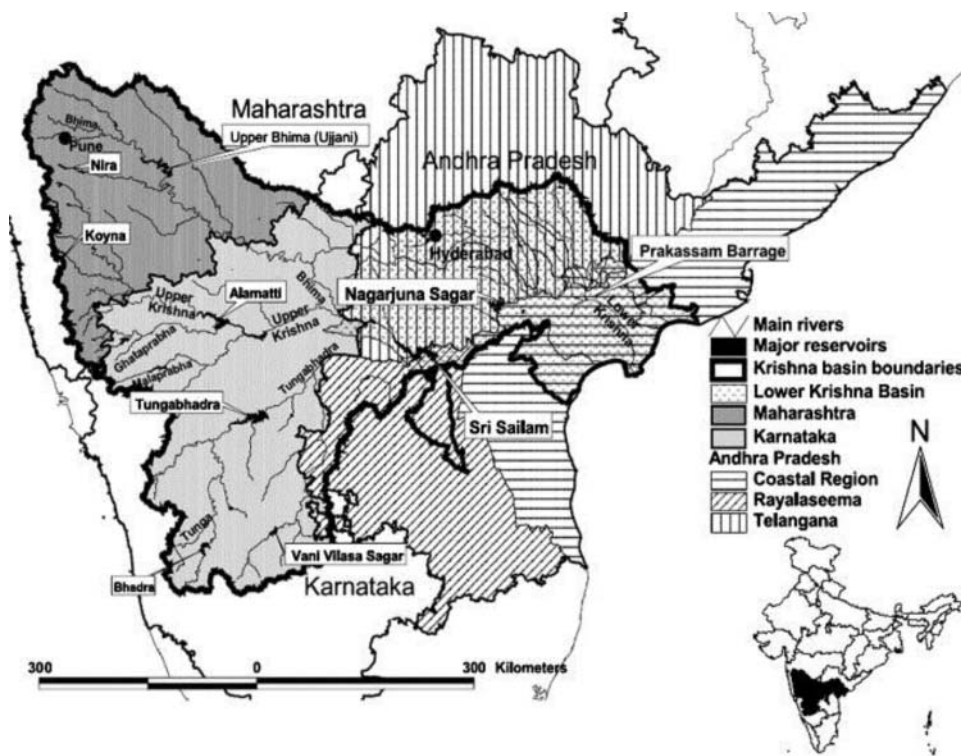 Maharashtra
Upper Bhima (Ujjani)
Bhima
Pune
Nira
Koyna
Andhra Pradesh
Hyderabad
Prakassam Barrage
Nagarjuna Sagar
Lower
Krishna
Upper
Krishna
Alamatti
Bhima
Upper
Krishna
Ghataprabha
Malaprabha
Tungabhadra
Tungabhadra
Sri Sailam
Tunga
Bhadra
Vani Vilasa Sagar
Karnataka
Main rivers
Major reservoirs
Krishna basin boundaries
Lower Krishna Basin
Maharashtra
Karnataka
Andhra Pradesh
Coastal Region
Rayalaseema
Telangana
N
300 0 300 Kilometers